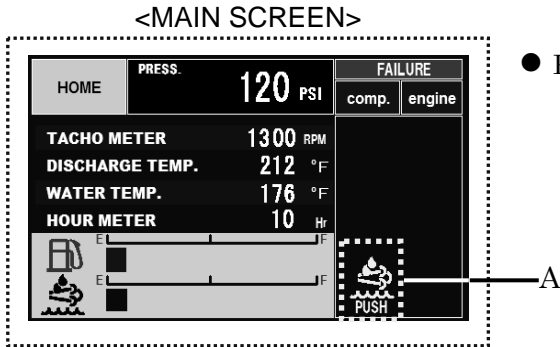 <MAIN SCREEN>
HOME
PRESS.
120 PSI
FAILURE
comp. engine
TACHO METER 1300 RPM
DISCHARGE TEMP. 212 °F
WATER TEMP. 176 °F
HOUR METER 10 Hr
E F
E F
PUSH
A